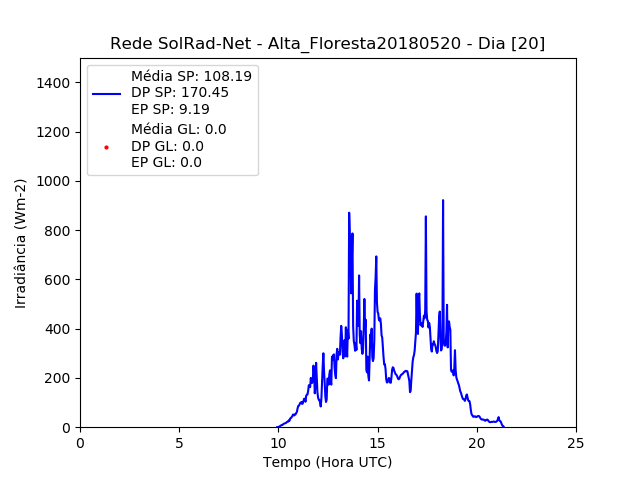 Rede SolRad-Net - Alta_Floresta20180520 - Dia [20]
Média SP: 108.19
DP SP: 170.45
EP SP: 9.19
Média GL: 0.0
DP GL: 0.0
EP GL: 0.0
1400
1200
1000
800
600
400
200
0
Irradiância (Wm-2)
0 5 10 15 20 25
Tempo (Hora UTC)